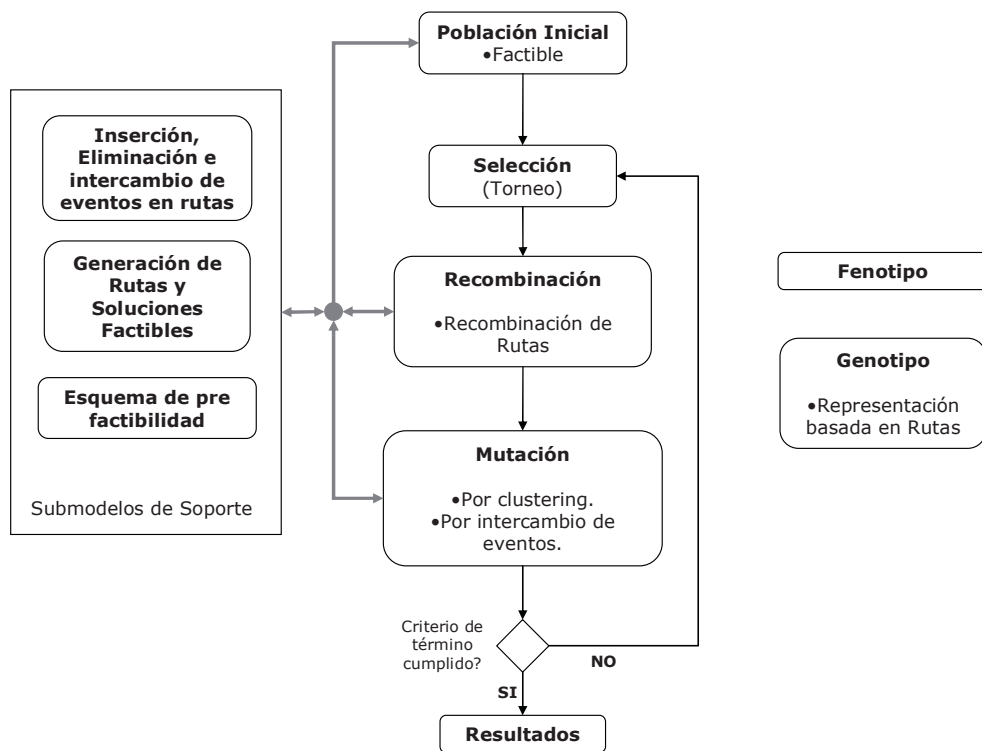 Población Inicial
•Factible
Inserción,
Eliminación e
intercambio de
eventos en rutas
Generación de
Rutas y
Soluciones
Factibles
Esquema de pre
factibilidad
Submodelos de Soporte
Selección
(Torneo)
Recombinación
•Recombinación de
Rutas
Mutación
•Por clustering.
•Por intercambio de
eventos.
Criterio de
término
cumplido?
NO
SI
Resultados
Fenotipo
Genotipo
•Representación
basada en Rutas